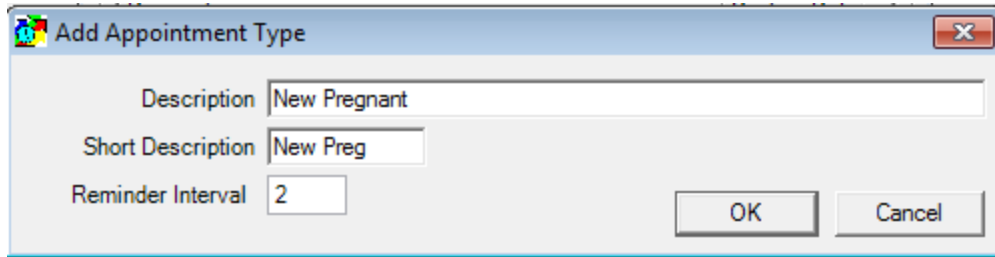 Add Appointment Type
Description New Pregnant
Short Description New Preg
Reminder Interval 2
OK Cancel